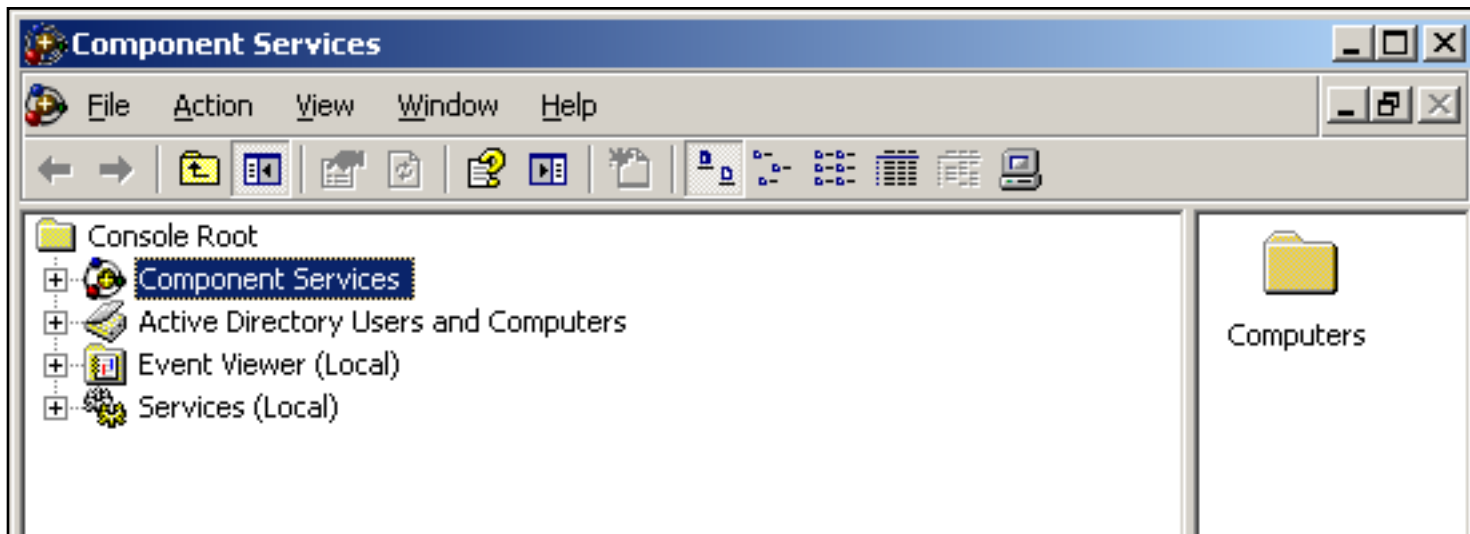 Component Services
File Action View Window Help
Console Root
Component Services
Active Directory Users and Computers
Event Viewer (Local)
Services (Local)
Computers